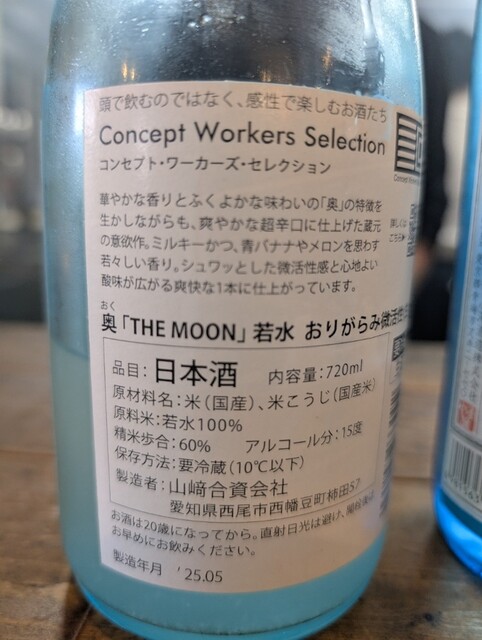 頭で飲むのではなく、感性で楽しむお酒たち
Concept Workers Selection
コンセプト・ワーカーズ・セレクション
華やかな香りとふくよかな味わいの「奥」の特徴を
生かしながらも、爽やかな超辛口に仕上げた蔵元
の意欲作。ミルキーかつ、青バナナやメロンを思わす
若々しい香り。シュワッとした微活性感と心地よい
酸味が広がる爽快な1本に仕上がっています。
おく
奥「THE MOON」若水 おりがらみ微活性
品目:日本酒 内容量:720ml
原材料名:米(国産)、米こうじ(国産米)
原料米:若水100%
精米歩合:60% アルコール分:15度
保存方法:要冷蔵(10℃以下)
製造者:山﨑合資会社
愛知県西尾市西幡豆町柿田57
お酒は20歳になってから。直射日光は避け、開栓後は
お早めにお飲みください。
製造年月 '25.05